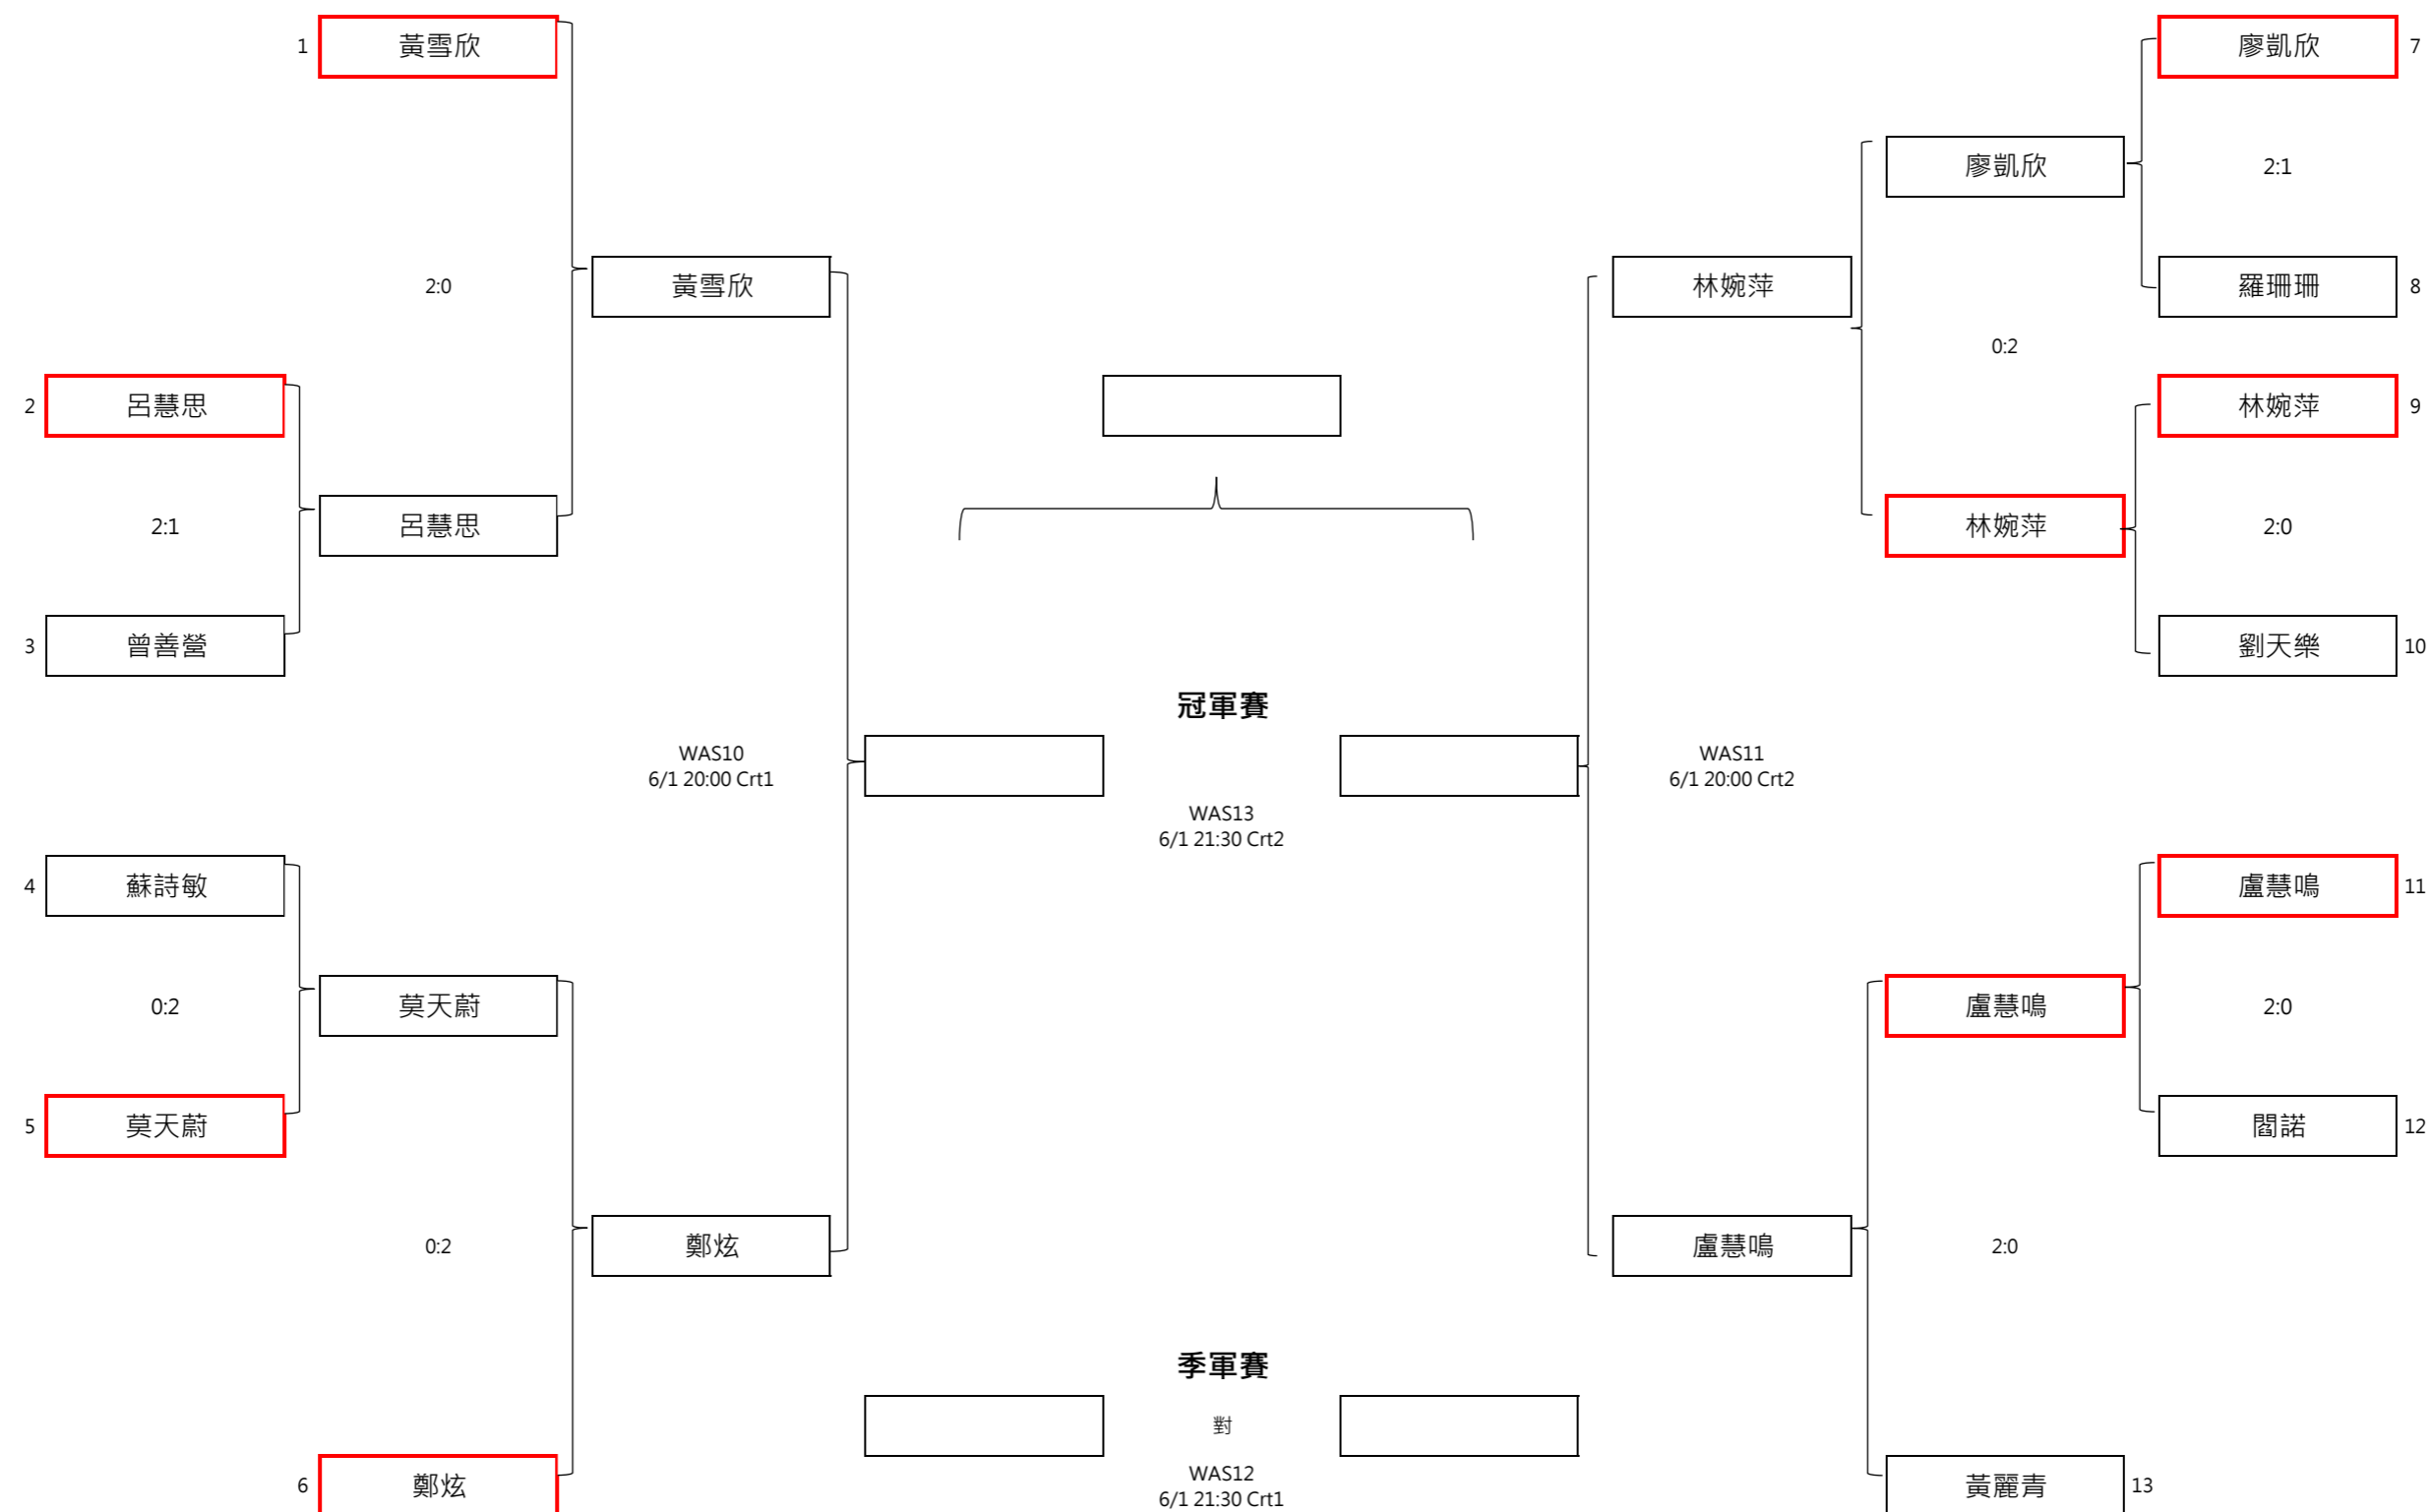 1
黃雪欣
廖凱欣
7
廖凱欣
2:1
2:0
黃雪欣
林婉萍
羅珊珊
8
0:2
2
呂慧思
林婉萍
9
2:1
呂慧思
林婉萍
2:0
3
曾善營
劉天樂
10
冠軍賽
WAS10
6/1 20:00 Crt1
WAS11
6/1 20:00 Crt2
WAS13
6/1 21:30 Crt2
4
蘇詩敏
盧慧鳴
11
0:2
莫天蔚
盧慧鳴
2:0
5
莫天蔚
閻諾
12
0:2
鄭炫
盧慧鳴
2:0
季軍賽
對
6
鄭炫
WAS12
6/1 21:30 Crt1
黃麗青
13